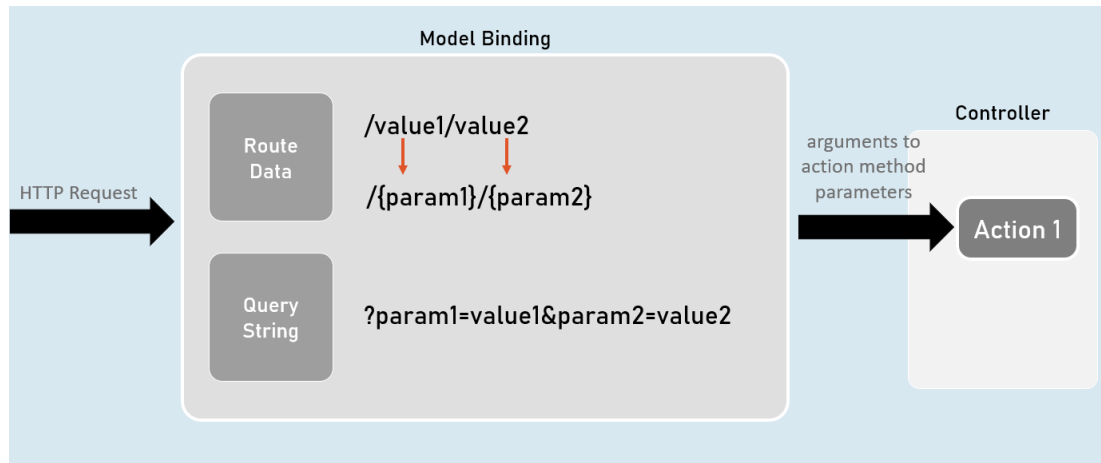 Model Binding
HTTP Request
Route
Data
/value1/value2
/{param1}/{param2}
Query
String
?param1=value1&param2=value2
arguments to
action method
parameters
Controller
Action 1